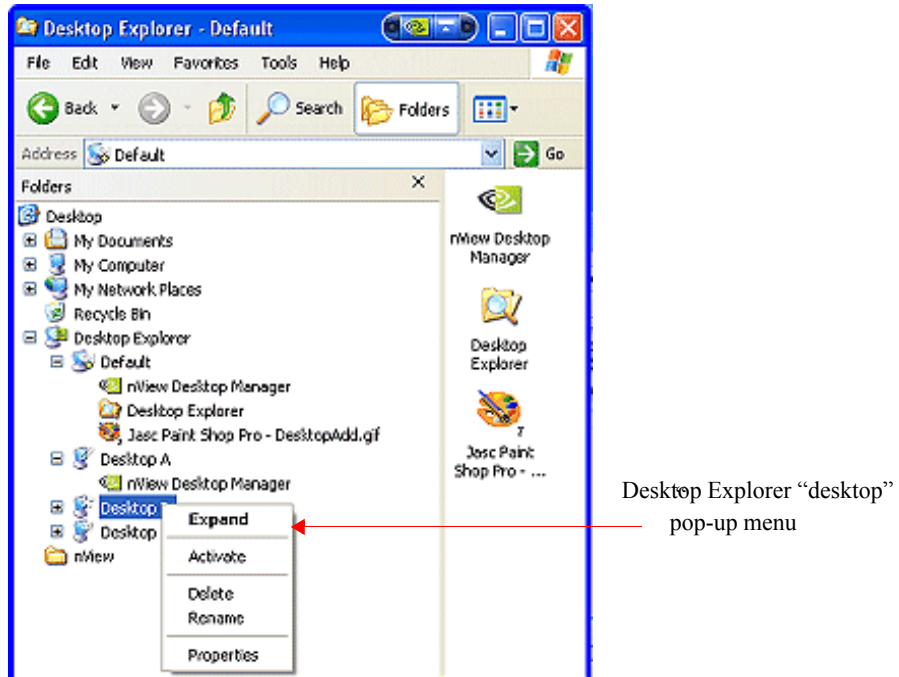 Desktop Explorer - Default
File Edit View Favorites Tools Help
Back Search Folders
Address Default Go
Folders
Desktop
My Documents
My Computer
My Network Places
Recycle Bin
Desktop Explorer
Default
nView Desktop Manager
Desktop Explorer
Jasc Paint Shop Pro - DesktopAdd.gif
Desktop A
nView Desktop Manager
Desktop
Desktop
nView
Expand
Activate
Delete
Rename
Properties
nView Desktop
Manager
Desktop
Explorer
7
Jasc Paint
Shop Pro - ...
Desktop Explorer “desktop”
pop-up menu